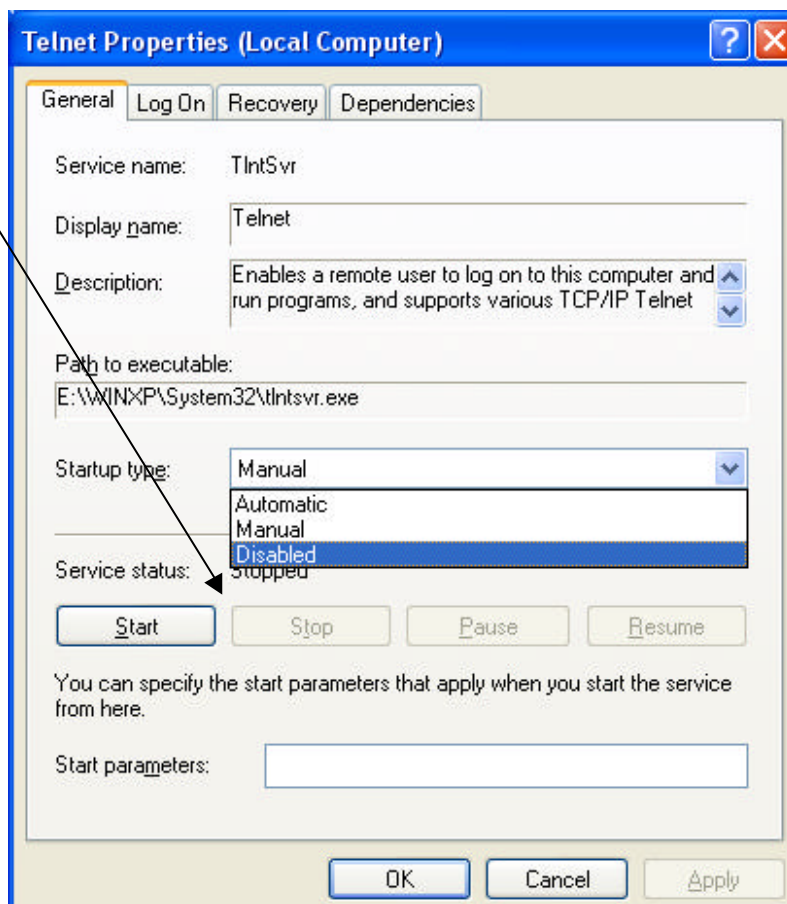 Telnet Properties (Local Computer)
General Log On Recovery Dependencies
Service name: TlntSvr
Display name: Telnet
Description: Enables a remote user to log on to this computer and
run programs, and supports various TCP/IP Telnet
Path to executable:
E:\WINXP\System32\tlntsvr.exe
Startup type: Manual
Automatic
Manual
Disabled
Service status: Stopped
Start Stop Pause Resume
You can specify the start parameters that apply when you start the service
from here.
Start parameters:
OK Cancel Apply